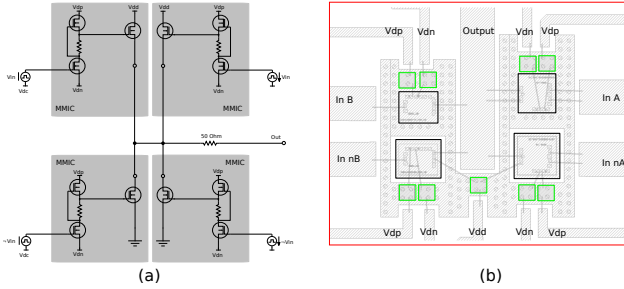 Vdp
Vdd
Vdd
Vdp
Vin
Vdc
Vdn
MMIC
Vdn
MMIC
Vin
50 Ohm
Out
MMIC
MMIC
Vdp
Vdp
¬Vin
Vdc
Vdn
Vdn
¬Vin
(a)
Vdp
Vdn
Output
Vdn
Vdp
In B
In A
In nB
In nA
Vdp
Vdn
Vdd
Vdn
Vdp
(b)